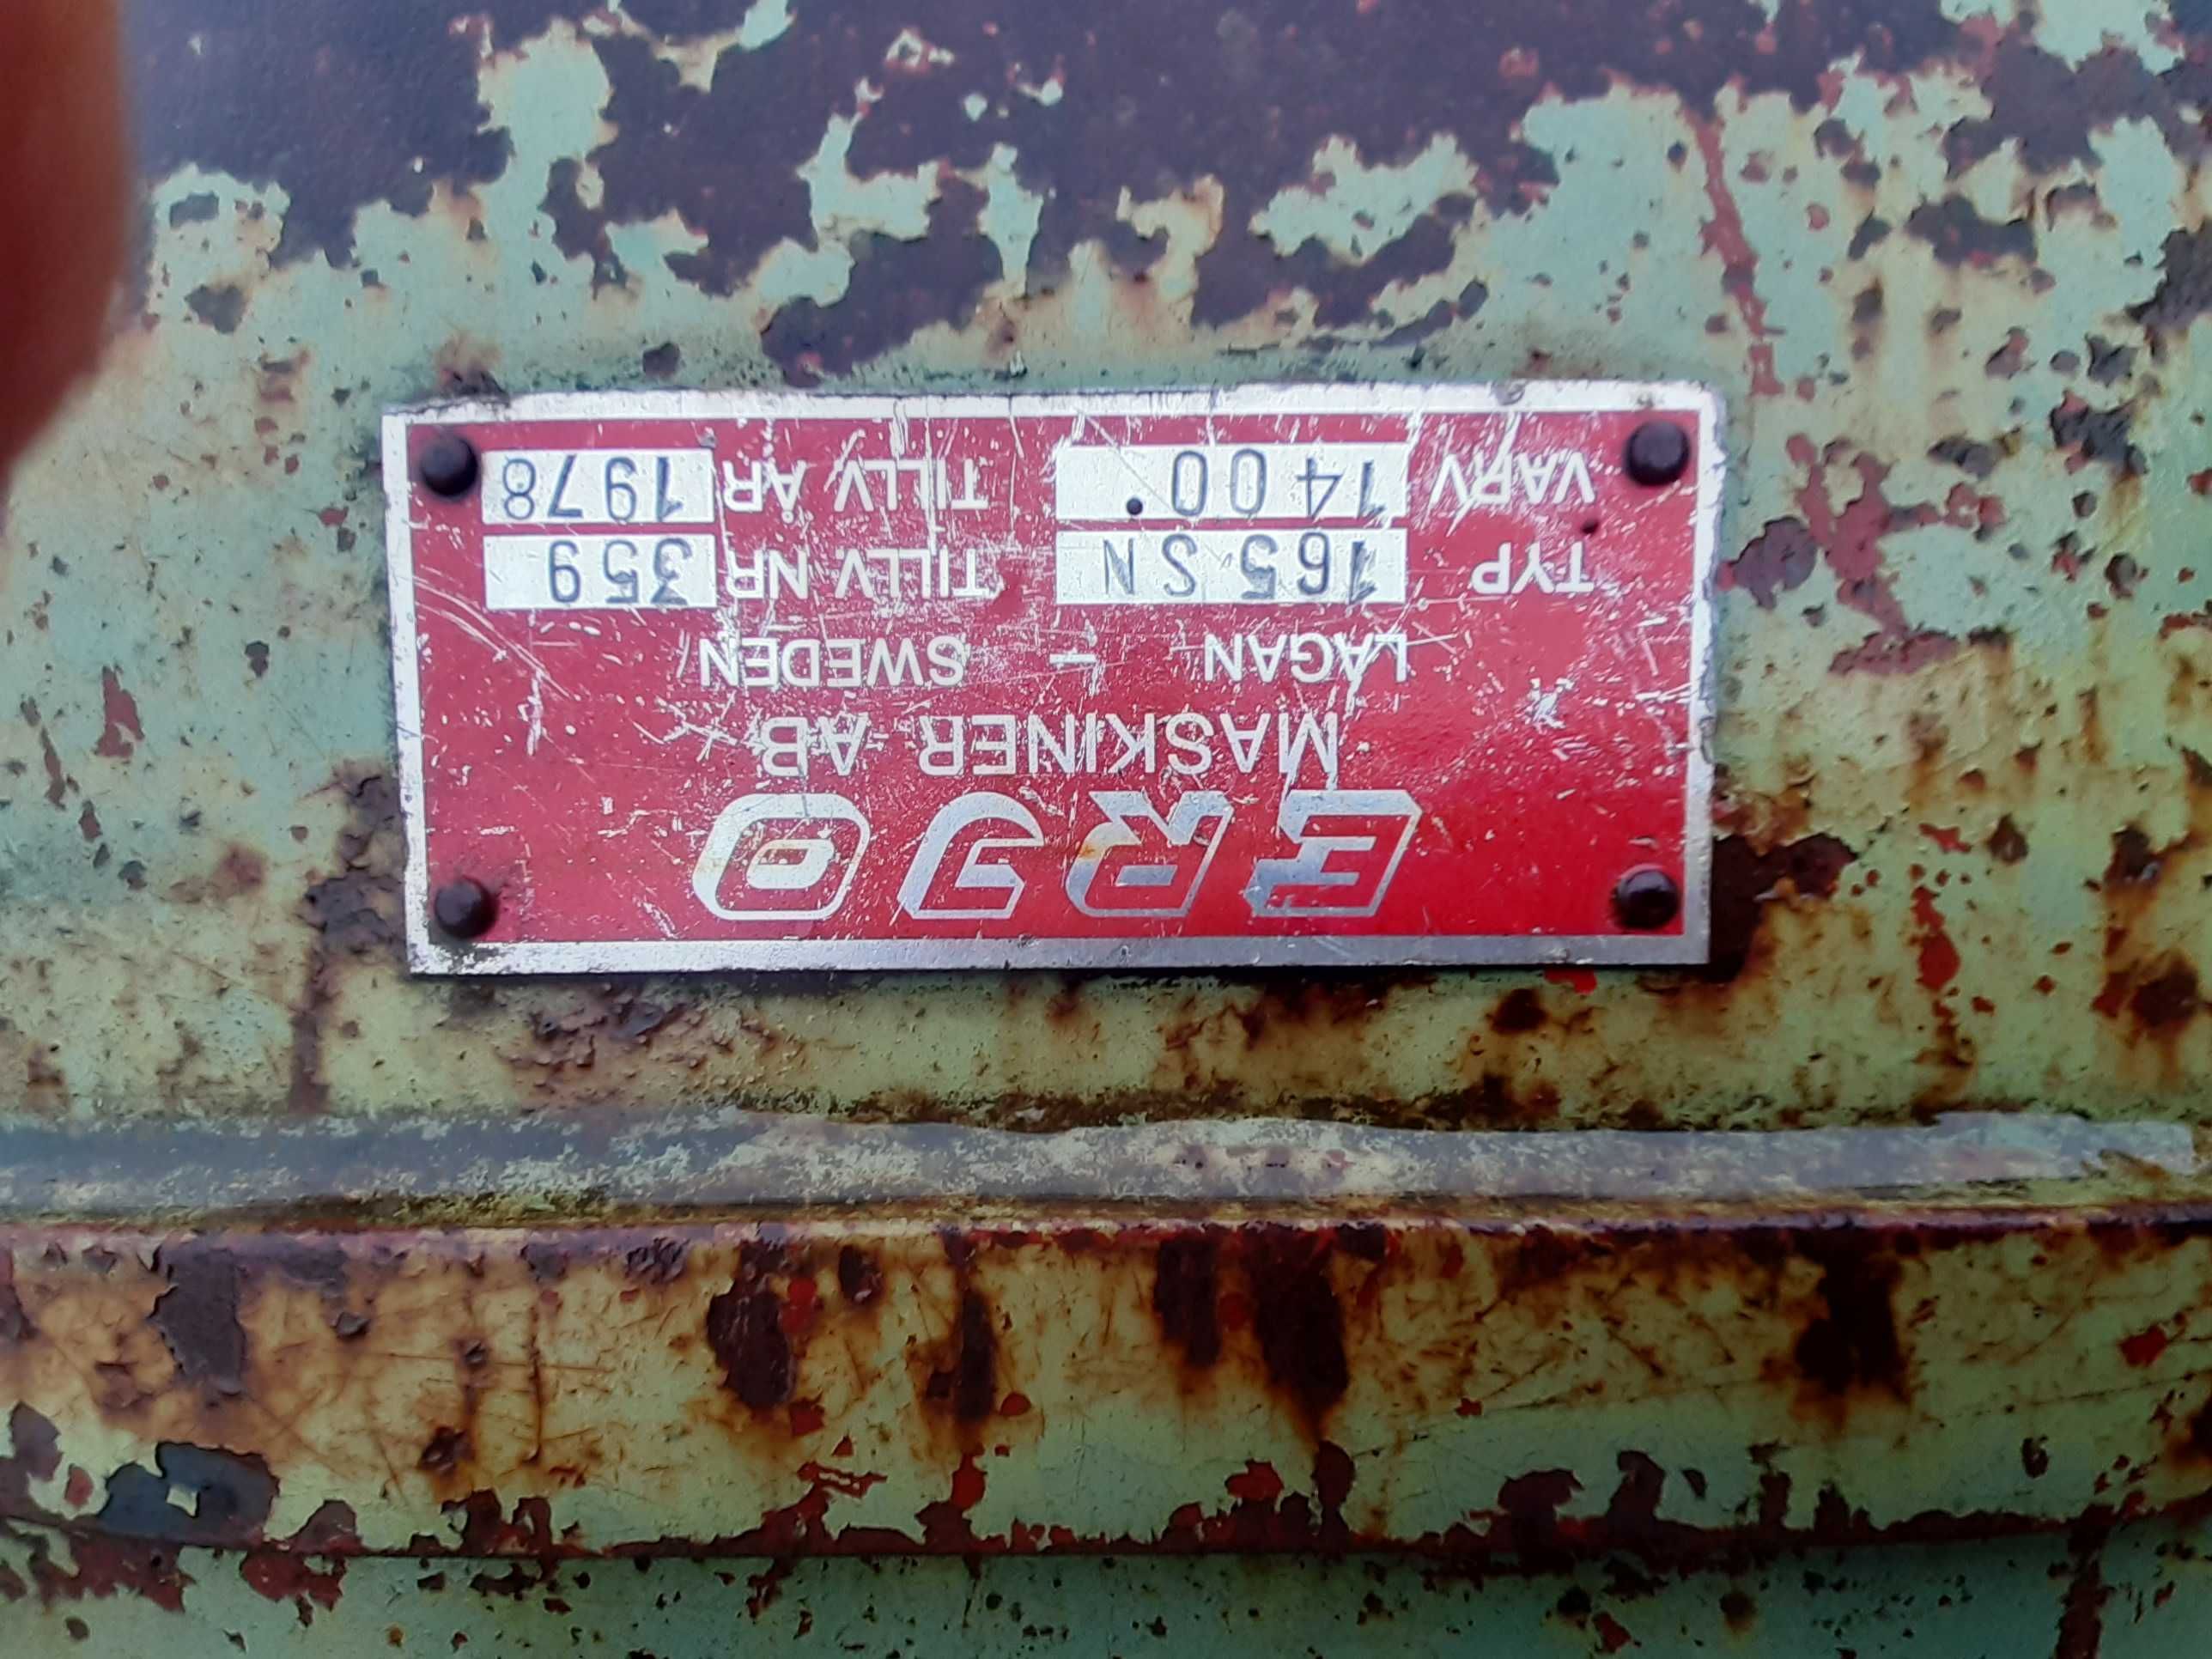 ERJO
MASKINER AB
LAGAN - SWEDEN
TYP 165 SN TILLV. NR 359
VARV 1400. TILLV ÅR 1978